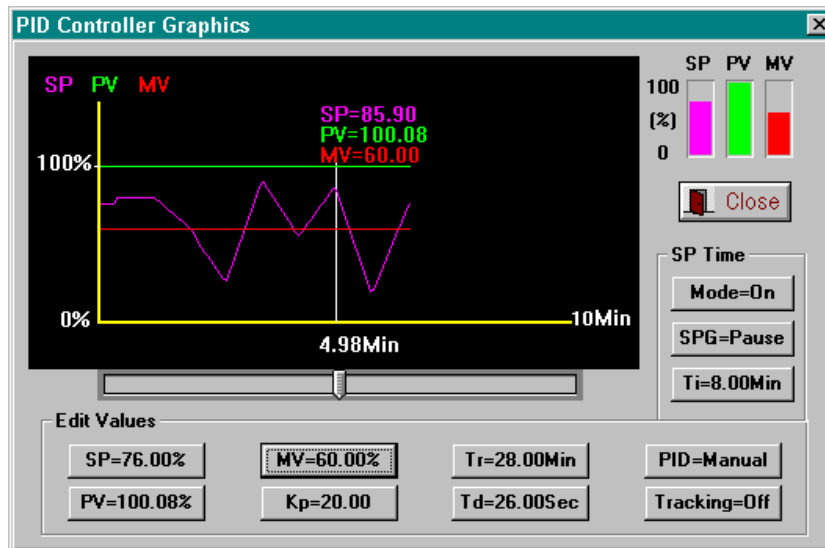 PID Controller Graphics
SP PV MV
SP=85.90
PV=100.08
MV=60.00
100%
0%
10Min
4.98Min
SP PV MV
100
(%)
0
Close
SP Time
Mode=On
SPG=Pause
Ti=8.00Min
Edit Values
SP=76.00% MV=60.00% Tr=28.00Min PID=Manual
PV=100.08% Kp=20.00 Td=26.00Sec Tracking=Off